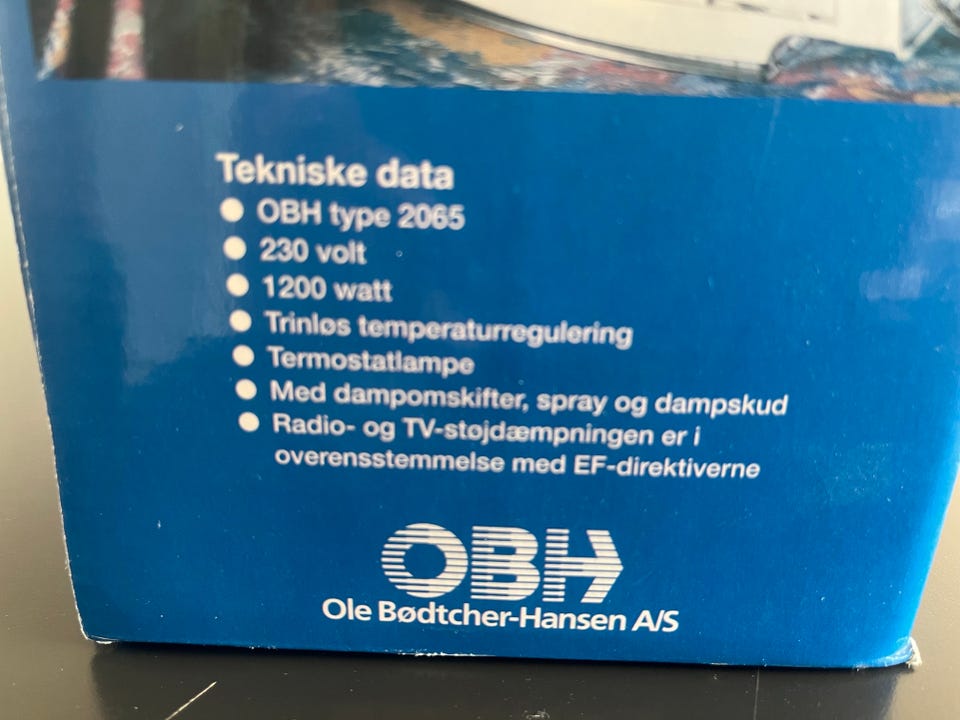 Tekniske data
● OBH type 2065
● 230 volt
● 1200 watt
● Trinløs temperaturregulering
● Termostatlampe
● Med dampomskifter, spray og dampskud
● Radio- og TV-støjdæmpningen er i
overensstemmelse med EF-direktiverne
OBH
Ole Bødtcher-Hansen A/S